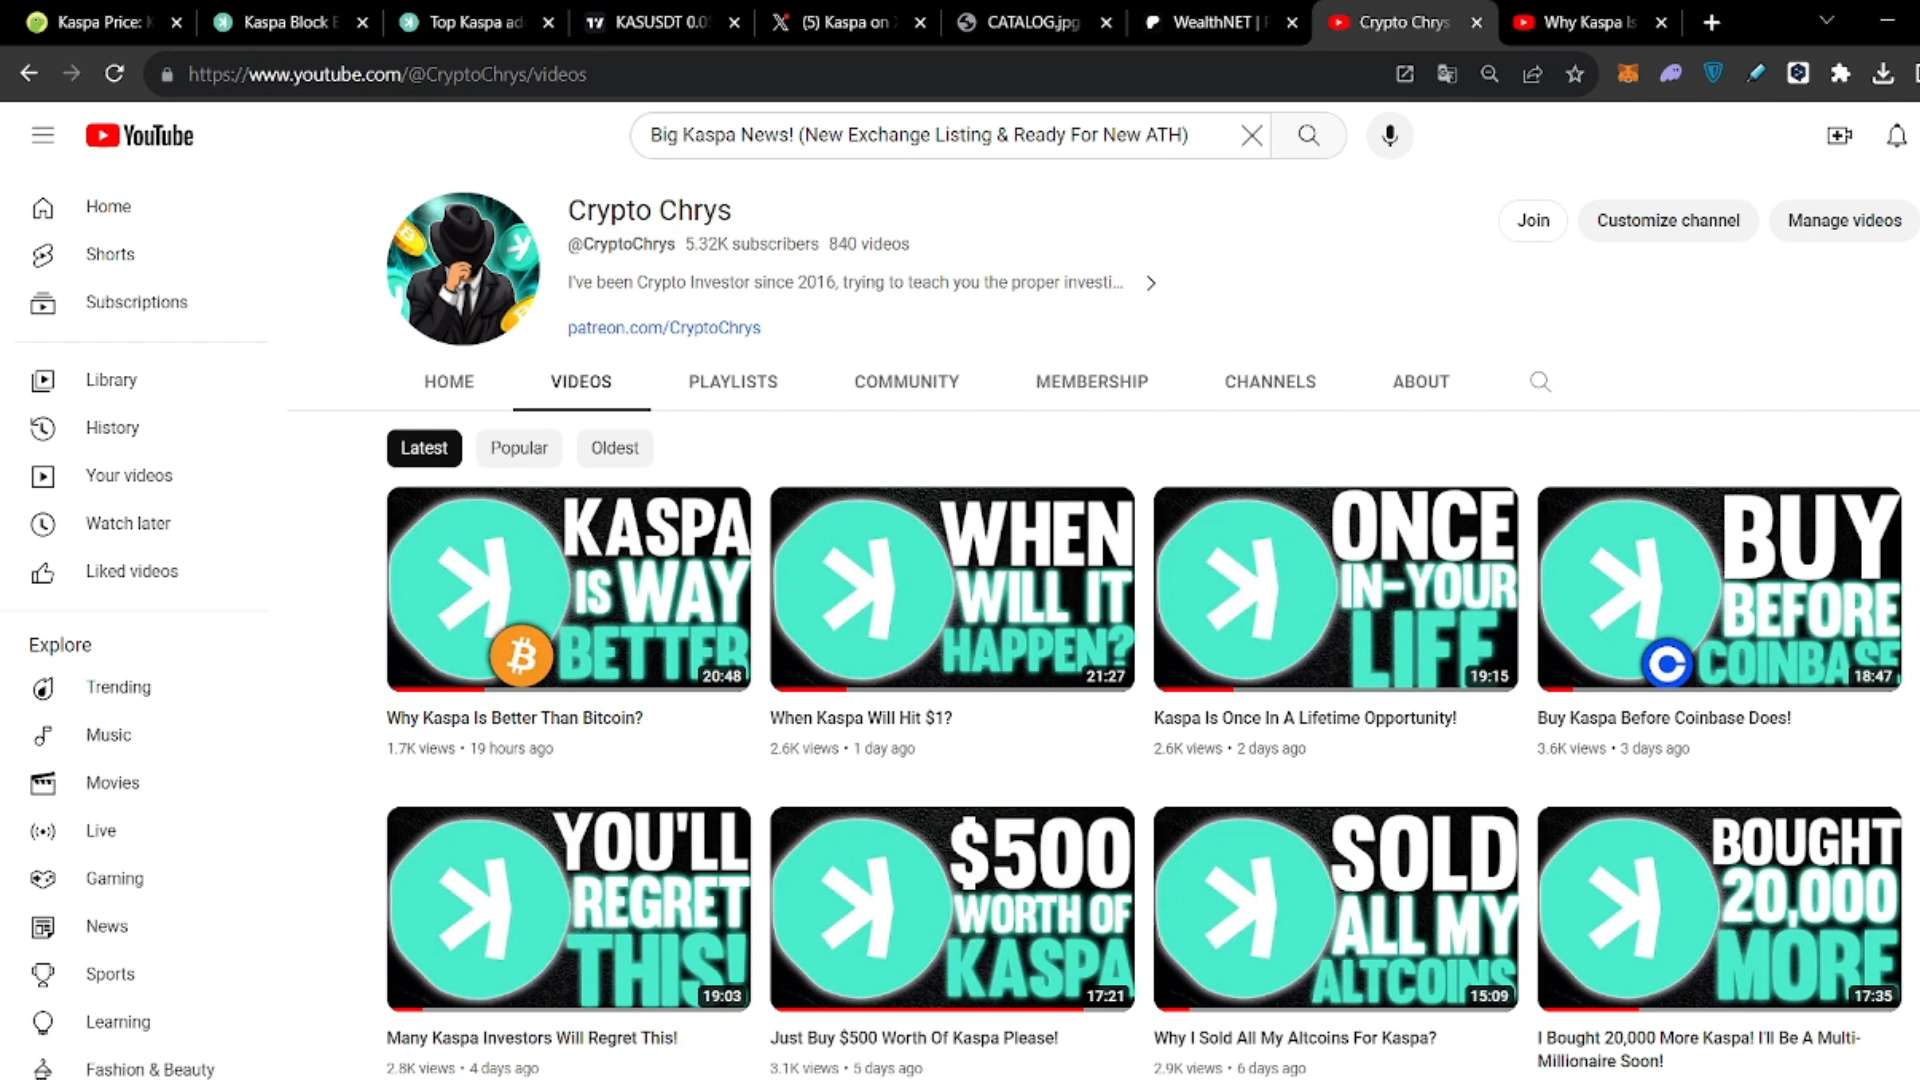 Kaspa Price:
Kaspa Block
Top Kaspa ad
KASUSDT 0.0
(5) Kaspa on
CATALOG.jpg
WealthNET |
Crypto Chrys
Why Kaspa Is
https://www.youtube.com/@CryptoChrys/videos
YouTube
Big Kaspa News! (New Exchange Listing & Ready For New ATH)
Home
Shorts
Subscriptions
Library
History
Your videos
Watch later
Liked videos
Explore
Trending
Music
Movies
Live
Gaming
News
Sports
Learning
Fashion & Beauty
Crypto Chrys
@CryptoChrys 5.32K subscribers 840 videos
I've been Crypto Investor since 2016, trying to teach you the proper investi...
patreon.com/CryptoChrys
Join
Customize channel
Manage videos
HOME
VIDEOS
PLAYLISTS
COMMUNITY
MEMBERSHIP
CHANNELS
ABOUT
Latest
Popular
Oldest
KASPA
IS WAY
BETTER
20:48
Why Kaspa Is Better Than Bitcoin?
1.7K views • 19 hours ago
WHEN
WILL IT
HAPPEN?
21:27
When Kaspa Will Hit $1?
2.6K views • 1 day ago
ONCE
IN-YOUR
LIFE
19:15
Kaspa Is Once In A Lifetime Opportunity!
2.6K views • 2 days ago
BUY
BEFORE
COINBASE
18:47
Buy Kaspa Before Coinbase Does!
3.6K views • 3 days ago
YOU'LL
REGRET
THIS!
19:03
Many Kaspa Investors Will Regret This!
2.8K views • 4 days ago
$500
WORTH OF
KASPA
17:21
Just Buy $500 Worth Of Kaspa Please!
3.1K views • 5 days ago
SOLD
ALL MY
ALTCOINS
15:09
Why I Sold All My Altcoins For Kaspa?
2.9K views • 6 days ago
BOUGHT
20,000
MORE
17:35
I Bought 20,000 More Kaspa! I'll Be A Multi-
Millionaire Soon!